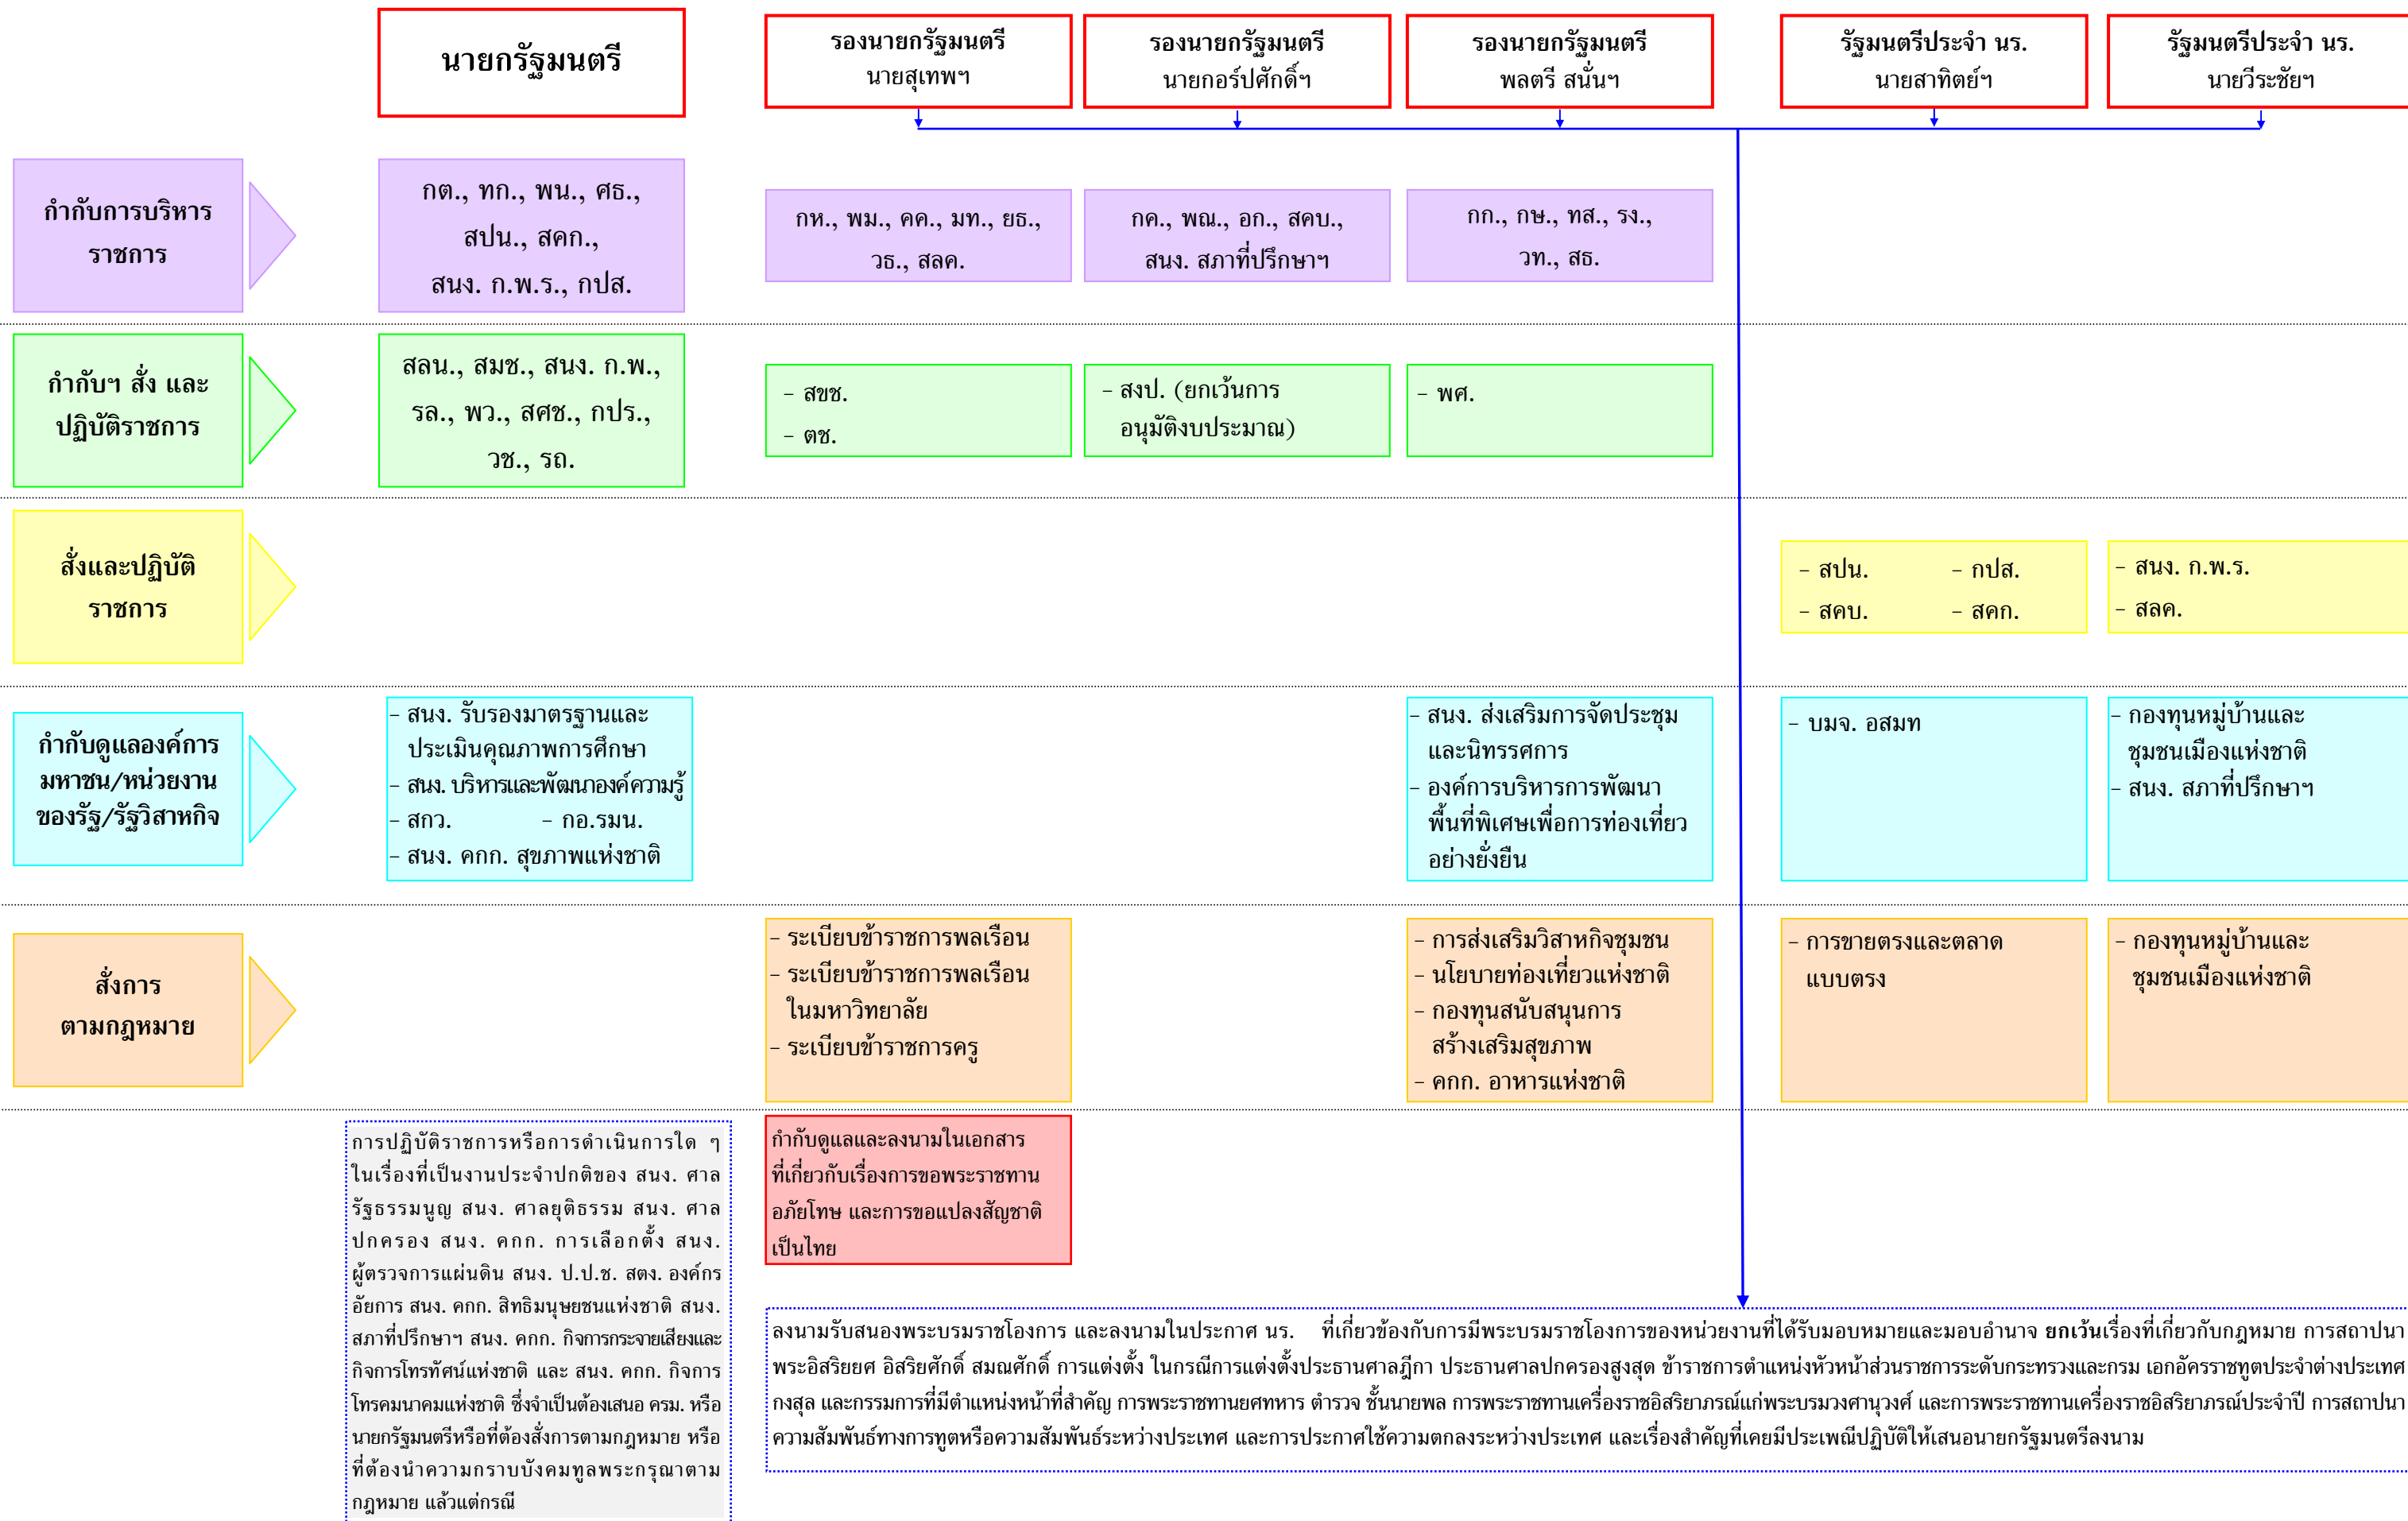 นายกรัฐมนตรี
รองนายกรัฐมนตรี
นายสุเทพฯ
รองนายกรัฐมนตรี
นายกอร์ปศักดิ์ฯ
รองนายกรัฐมนตรี
พลตรี สนั่นฯ
รัฐมนตรีประจำ นร.
นายสาทิตย์ฯ
รัฐมนตรีประจำ นร.
นายวีระชัยฯ
กำกับการบริหาร
ราชการ
กต., ทก., พน., ศธ.,
สปน., สคก.,
สนง. ก.พ.ร., กปส.
กห., พม., คค., มท., ยธ.,
วธ., สลค.
กค., พณ., อก., สคบ.,
สนง. สภาที่ปรึกษาฯ
กก., กษ., ทส., รง.,
วท., สธ.
กำกับฯ สั่ง และ
ปฏิบัติราชการ
สลน., สมช., สนง. ก.พ.,
รล., พว., สศช., กปร.,
วช., รถ.
- สขช.
- ตช.
- สงป. (ยกเว้นการ
อนุมัติงบประมาณ)
- พศ.
สั่งและปฏิบัติ
ราชการ
- สปน. - กปส.
- สคบ. - สคก.
- สนง. ก.พ.ร.
- สลค.
กำกับดูแลองค์การ
มหาชน/หน่วยงาน
ของรัฐ/รัฐวิสาหกิจ
- สนง. รับรองมาตรฐานและ
ประเมินคุณภาพการศึกษา
- สนง. บริหารและพัฒนาองค์ความรู้
- สกว. - กอ.รมน.
- สนง. คกก. สุขภาพแห่งชาติ
- สนง. ส่งเสริมการจัดประชุม
และนิทรรศการ
- องค์การบริหารการพัฒนา
พื้นที่พิเศษเพื่อการท่องเที่ยว
อย่างยั่งยืน
- บมจ. อสมท
- กองทุนหมู่บ้านและ
ชุมชนเมืองแห่งชาติ
- สนง. สภาที่ปรึกษาฯ
สั่งการ
ตามกฎหมาย
- ระเบียบข้าราชการพลเรือน
- ระเบียบข้าราชการพลเรือน
ในมหาวิทยาลัย
- ระเบียบข้าราชการครู
- การส่งเสริมวิสาหกิจชุมชน
- นโยบายท่องเที่ยวแห่งชาติ
- กองทุนสนับสนุนการ
สร้างเสริมสุขภาพ
- คกก. อาหารแห่งชาติ
- การขายตรงและตลาด
แบบตรง
- กองทุนหมู่บ้านและ
ชุมชนเมืองแห่งชาติ
การปฏิบัติราชการหรือการดำเนินการใด ๆ
ในเรื่องที่เป็นงานประจำปกติของ สนง. ศาล
รัฐธรรมนูญ สนง. ศาลยุติธรรม สนง. ศาล
ปกครอง สนง. คกก. การเลือกตั้ง สนง.
ผู้ตรวจการแผ่นดิน สนง. ป.ป.ช. สตง. องค์กร
อัยการ สนง. คกก. สิทธิมนุษยชนแห่งชาติ สนง.
สภาที่ปรึกษาฯ สนง. คกก. กิจการกระจายเสียงและ
กิจการโทรทัศน์แห่งชาติ และ สนง. คกก. กิจการ
โทรคมนาคมแห่งชาติ ซึ่งจำเป็นต้องเสนอ ครม. หรือ
นายกรัฐมนตรีหรือที่ต้องสั่งการตามกฎหมาย หรือ
ที่ต้องนำความกราบบังคมทูลพระกรุณาตาม
กฎหมาย แล้วแต่กรณี
กำกับดูแลและลงนามในเอกสาร
ที่เกี่ยวกับเรื่องการขอพระราชทาน
อภัยโทษ และการขอแปลงสัญชาติ
เป็นไทย
ลงนามรับสนองพระบรมราชโองการ และลงนามในประกาศ นร. ที่เกี่ยวข้องกับการมีพระบรมราชโองการของหน่วยงานที่ได้รับมอบหมายและมอบอำนาจ ยกเว้นเรื่องที่เกี่ยวกับกฎหมาย การสถาปนา
พระอิสริยยศ อิสริยศักดิ์ สมณศักดิ์ การแต่งตั้ง ในกรณีการแต่งตั้งประธานศาลฎีกา ประธานศาลปกครองสูงสุด ข้าราชการตำแหน่งหัวหน้าส่วนราชการระดับกระทรวงและกรม เอกอัครราชทูตประจำต่างประเทศ
กงสุล และกรรมการที่มีตำแหน่งหน้าที่สำคัญ การพระราชทานยศทหาร ตำรวจ ชั้นนายพล การพระราชทานเครื่องราชอิสริยาภรณ์แก่พระบรมวงศานุวงศ์ และการพระราชทานเครื่องราชอิสริยาภรณ์ประจำปี การสถาปนา
ความสัมพันธ์ทางการทูตหรือความสัมพันธ์ระหว่างประเทศ และการประกาศใช้ความตกลงระหว่างประเทศ และเรื่องสำคัญที่เคยมีประเพณีปฏิบัติให้เสนอนายกรัฐมนตรีลงนาม